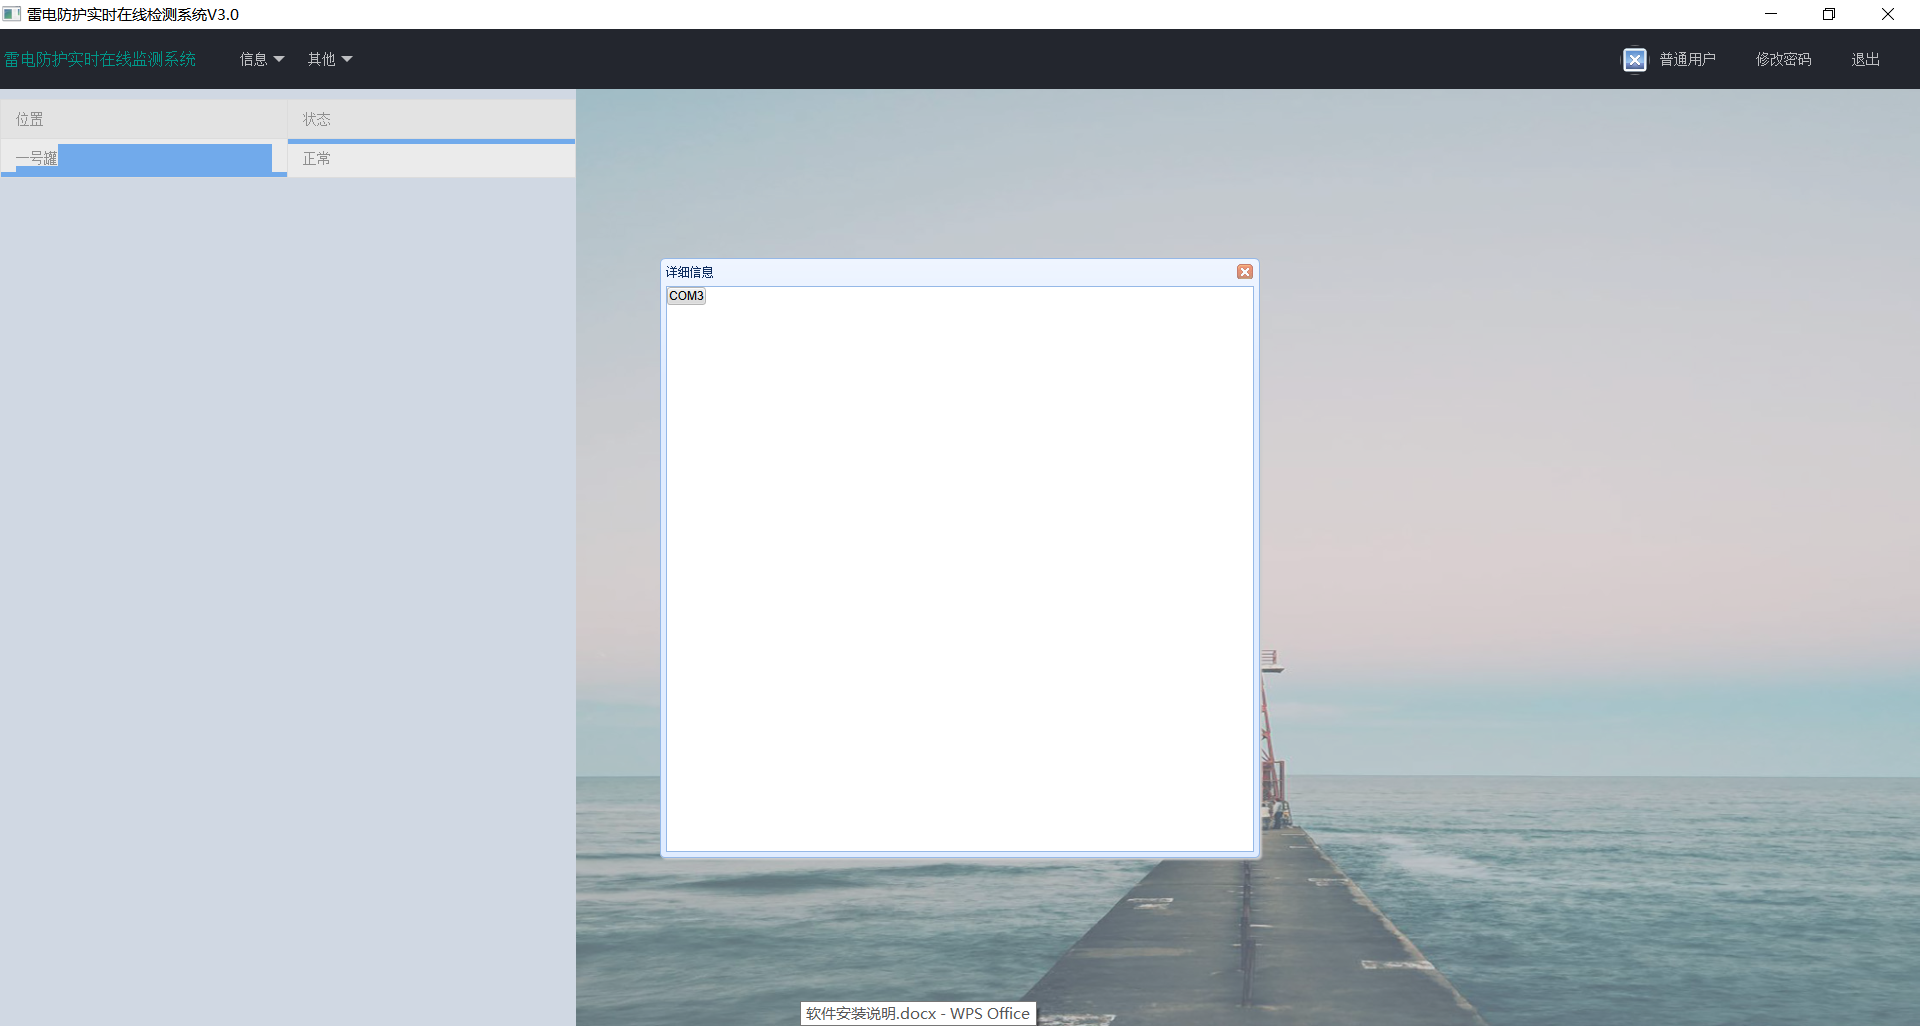 雷电防护实时在线检测系统V3.0
雷电防护实时在线监测系统 信息 其他 普通用户 修改密码 退出
位置 状态
一号罐 正常
详细信息
COM3
软件安装说明.docx - WPS Office